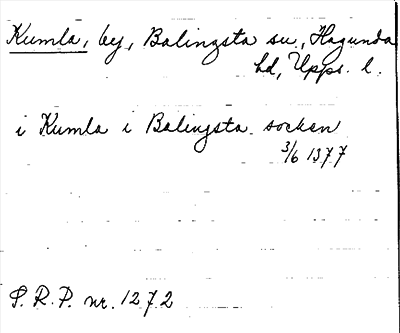 Kumla, by, Balingsta sn, Hagunda
hd, Upps. l.
i Kumla i Balingsta socken
3/6 1377
S.R.P. nr. 1272